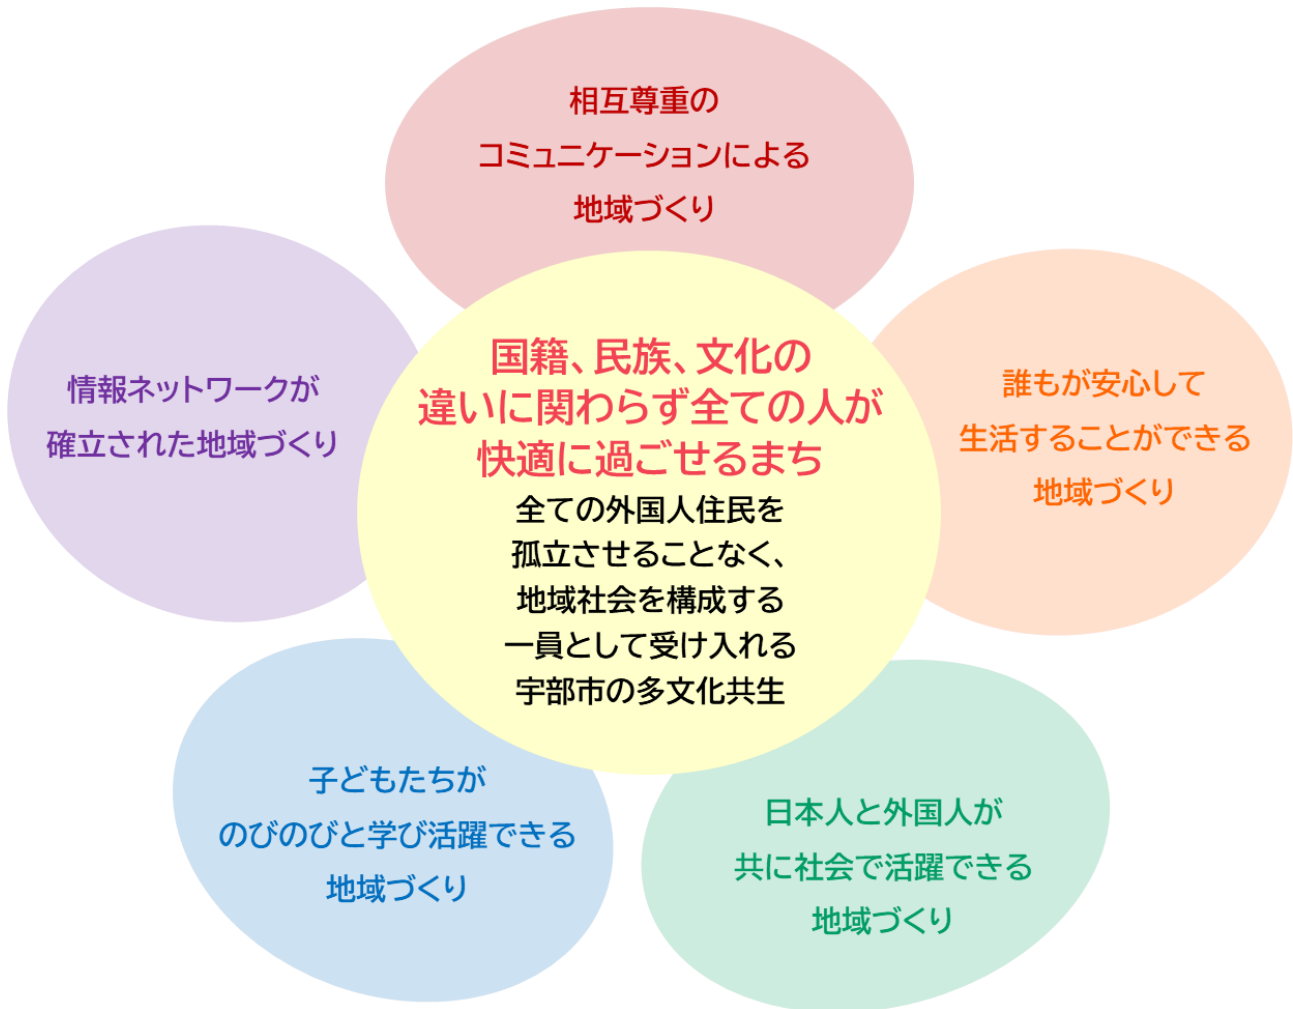 相互尊重の
コミュニケーションによる
地域づくり
国籍、民族、文化の
違いに関わらず全ての人が
快適に過ごせるまち
全ての外国人住民を
孤立させることなく、
地域社会を構成する
一員として受け入れる
宇部市の多文化共生
誰もが安心して
生活することができる
地域づくり
日本人と外国人が
共に社会で活躍できる
地域づくり
子どもたちが
のびのびと学び活躍できる
地域づくり
情報ネットワークが
確立された地域づくり